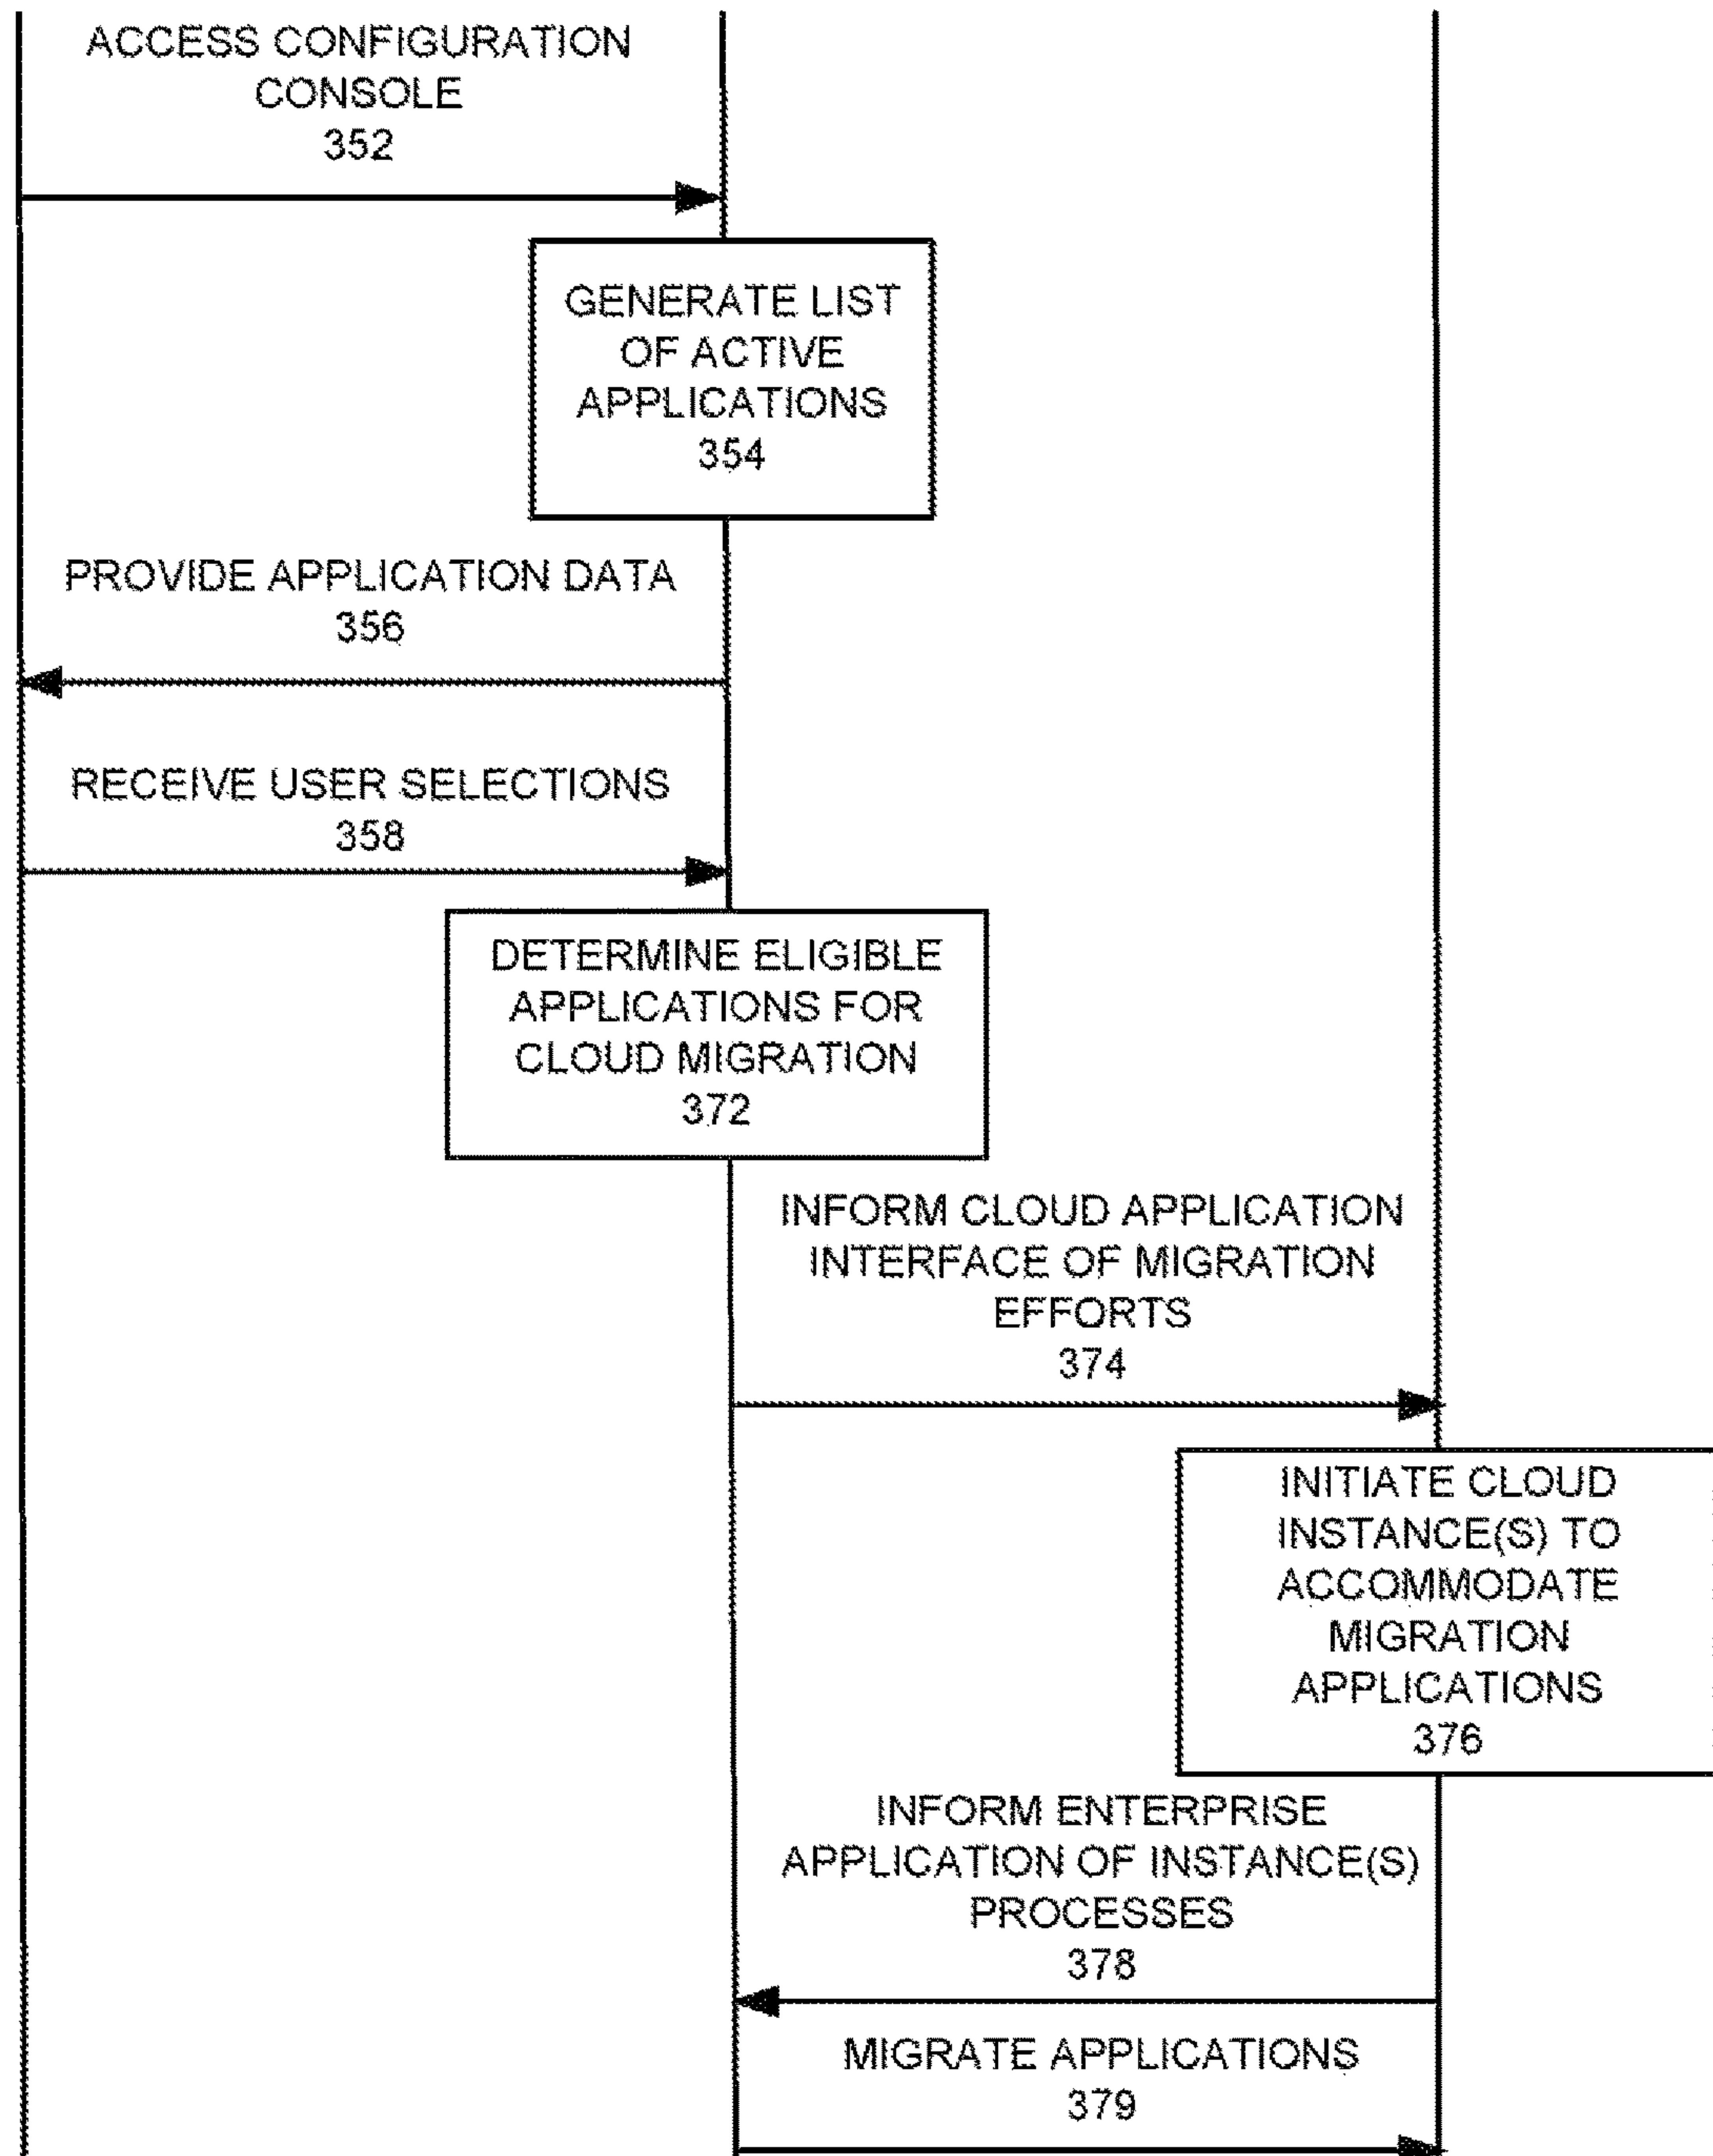 ACCESS CONFIGURATION
CONSOLE
352
GENERATE LIST
OF ACTIVE
APPLICATIONS
354
PROVIDE APPLICATION DATA
356
RECEIVE USER SELECTIONS
358
DETERMINE ELIGIBLE
APPLICATIONS FOR
CLOUD MIGRATION
372
INFORM CLOUD APPLICATION
INTERFACE OF MIGRATION
EFFORTS
374
INITIATE CLOUD
INSTANCE(S) TO
ACCOMMODATE
MIGRATION
APPLICATIONS
376
INFORM ENTERPRISE
APPLICATION OF INSTANCE(S)
PROCESSES
378
MIGRATE APPLICATIONS
379